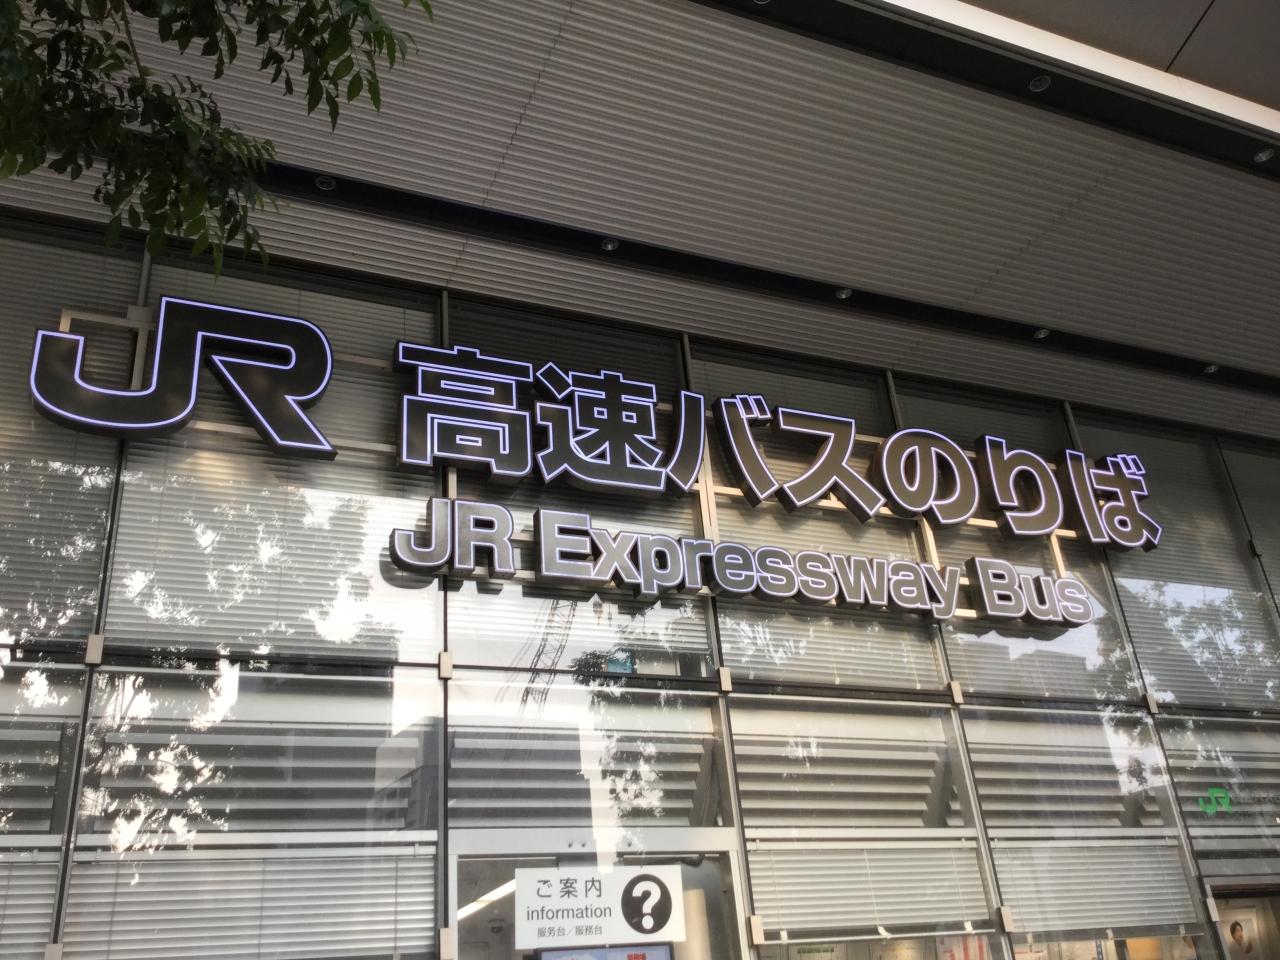 JR 高速バスのりば
JR Expressway Bus
ご案内
information
服务台／服務台
?
JR